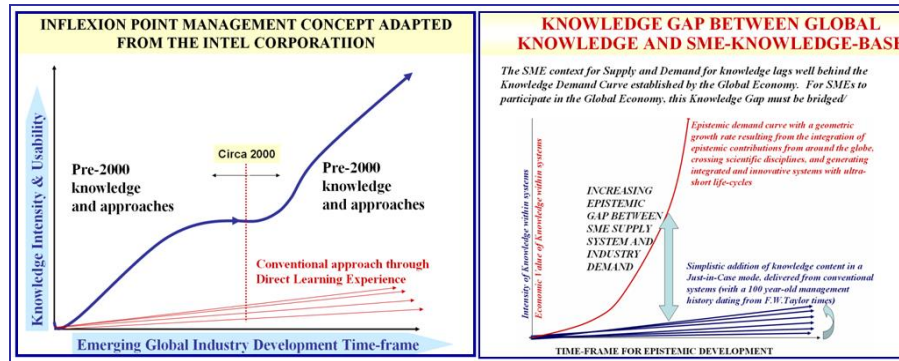 INFLEXION POINT MANAGEMENT CONCEPT ADAPTED
FROM THE INTEL CORPORATIION
Knowledge Intensity & Usability
Pre-2000
knowledge
and approaches
Circa 2000
Pre-2000
knowledge
and approaches
Conventional approach through
Direct Learning Experience
Emerging Global Industry Development Time-frame
KNOWLEDGE GAP BETWEEN GLOBAL
KNOWLEDGE AND SME-KNOWLEDGE-BASE
The SME context for Supply and Demand for knowledge lags well behind the
Knowledge Demand Curve established by the Global Economy. For SMEs to
participate in the Global Economy, this Knowledge Gap must be bridged/
Intensity of Knowledge within systems
Economic Value of Knowledge within systems
Epistemic demand curve with a geometric
growth rate resulting from the integration of
epistemic contributions from around the globe,
crossing scientific disciplines, and generating
integrated and innovative systems with ultra-
short life-cycles
INCREASING
EPISTEMIC
GAP BETWEEN
SME SUPPLY
SYSTEM AND
INDUSTRY
DEMAND
Simplistic addition of knowledge content in a
Just-in-Case mode, delivered from conventional
systems (with a 100 year-old management
history dating from F.W.Taylor times)
TIME-FRAME FOR EPISTEMIC DEVELOPMENT